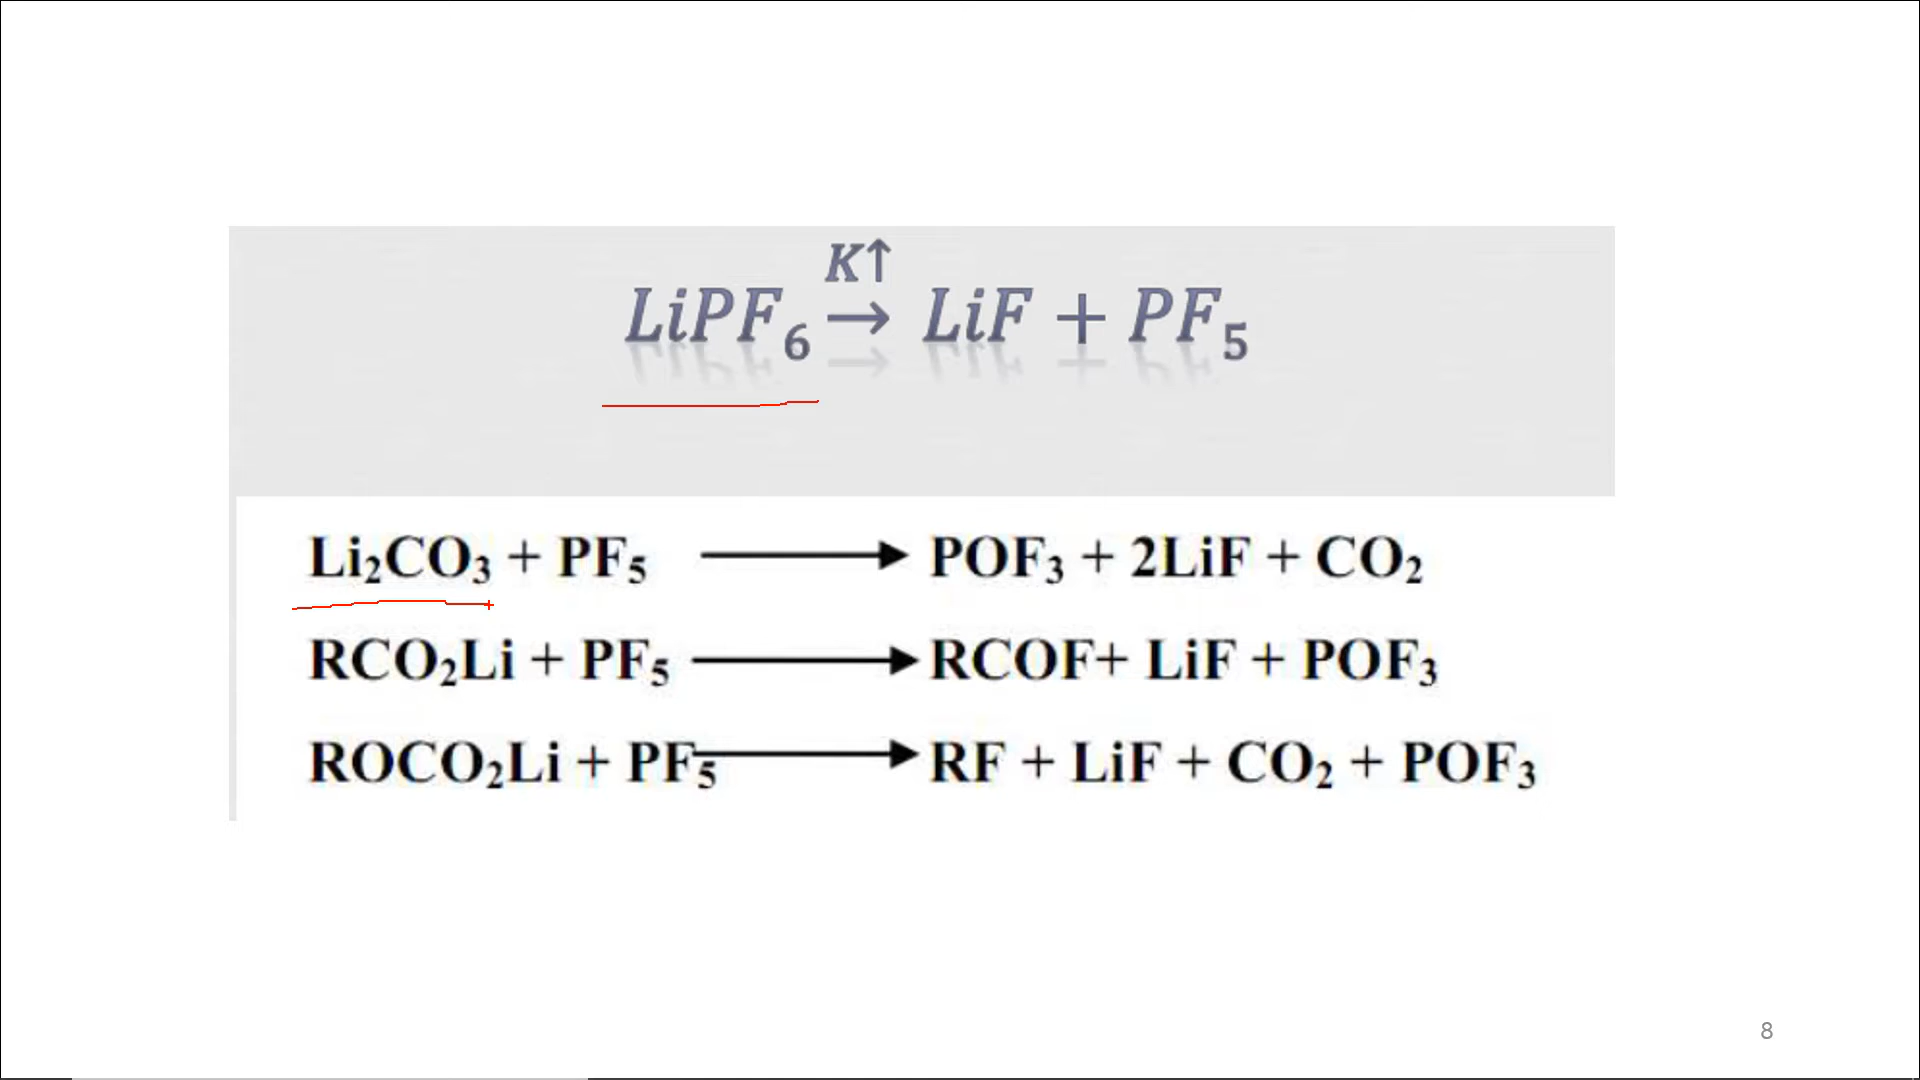 K↑
LiPF₆ → LiF + PF₅
Li₂CO₃ + PF₅ → POF₃ + 2LiF + CO₂
RCO₂Li + PF₅ → RCOF+ LiF + POF₃
ROCO₂Li + PF₅ → RF + LiF + CO₂ + POF₃
8